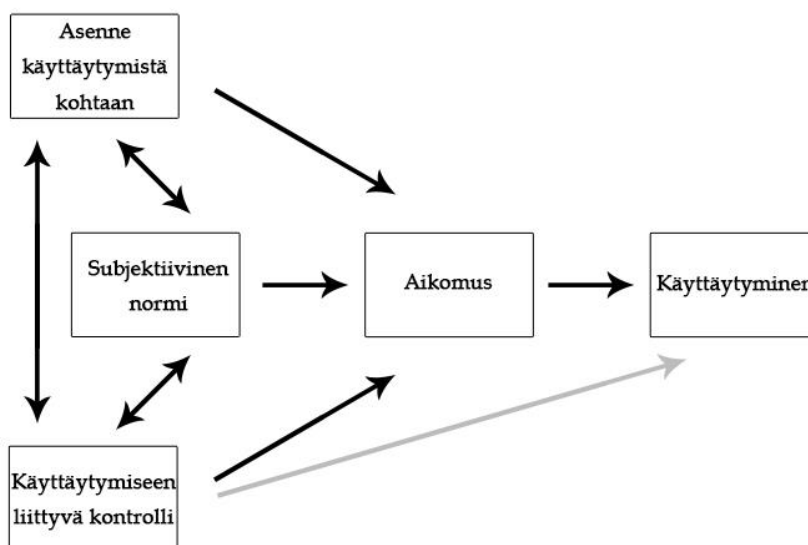 Asenne
käyttäytymistä
kohtaan
Subjektiivinen
normi
Aikomus
Käyttäytyminen
Käyttäytymiseen
liittyvä kontrolli